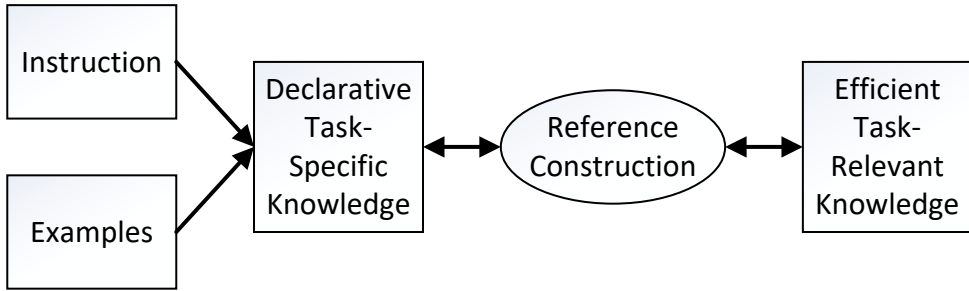 Instruction
Examples
Declarative
Task-
Specific
Knowledge
Reference
Construction
Efficient
Task-
Relevant
Knowledge